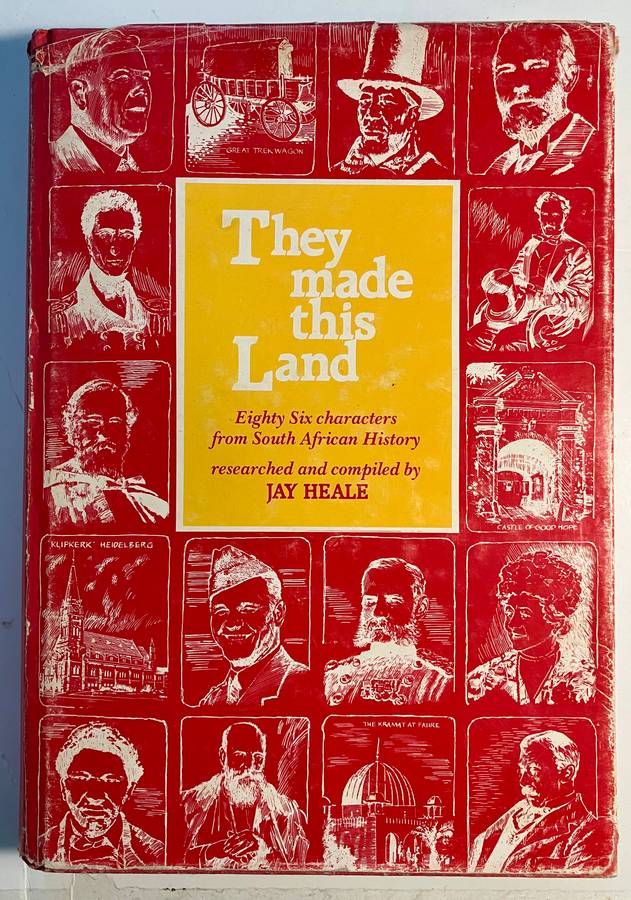 GREAT TREK WAGON
They
made
this
Land
Eighty Six characters
from South African History
researched and compiled by
JAY HEALE
CASTLE OF GOOD HOPE
'KLIPKERK' HEIDELBERG
THE KRAMAT AT FAURE